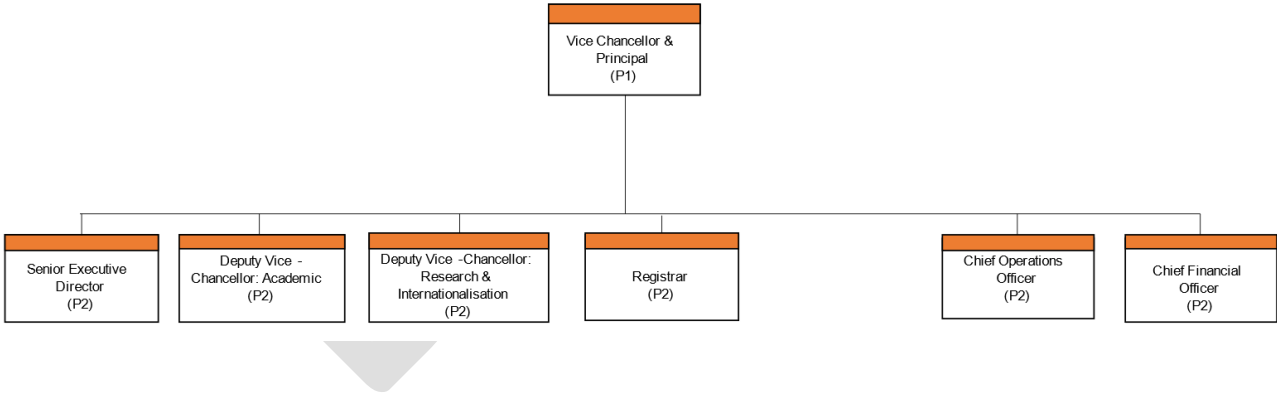 Vice Chancellor &
Principal
(P1)
Senior Executive
Director
(P2)
Deputy Vice -
Chancellor: Academic
(P2)
Deputy Vice -Chancellor:
Research &
Internationalisation
(P2)
Registrar
(P2)
Chief Operations
Officer
(P2)
Chief Financial
Officer
(P2)